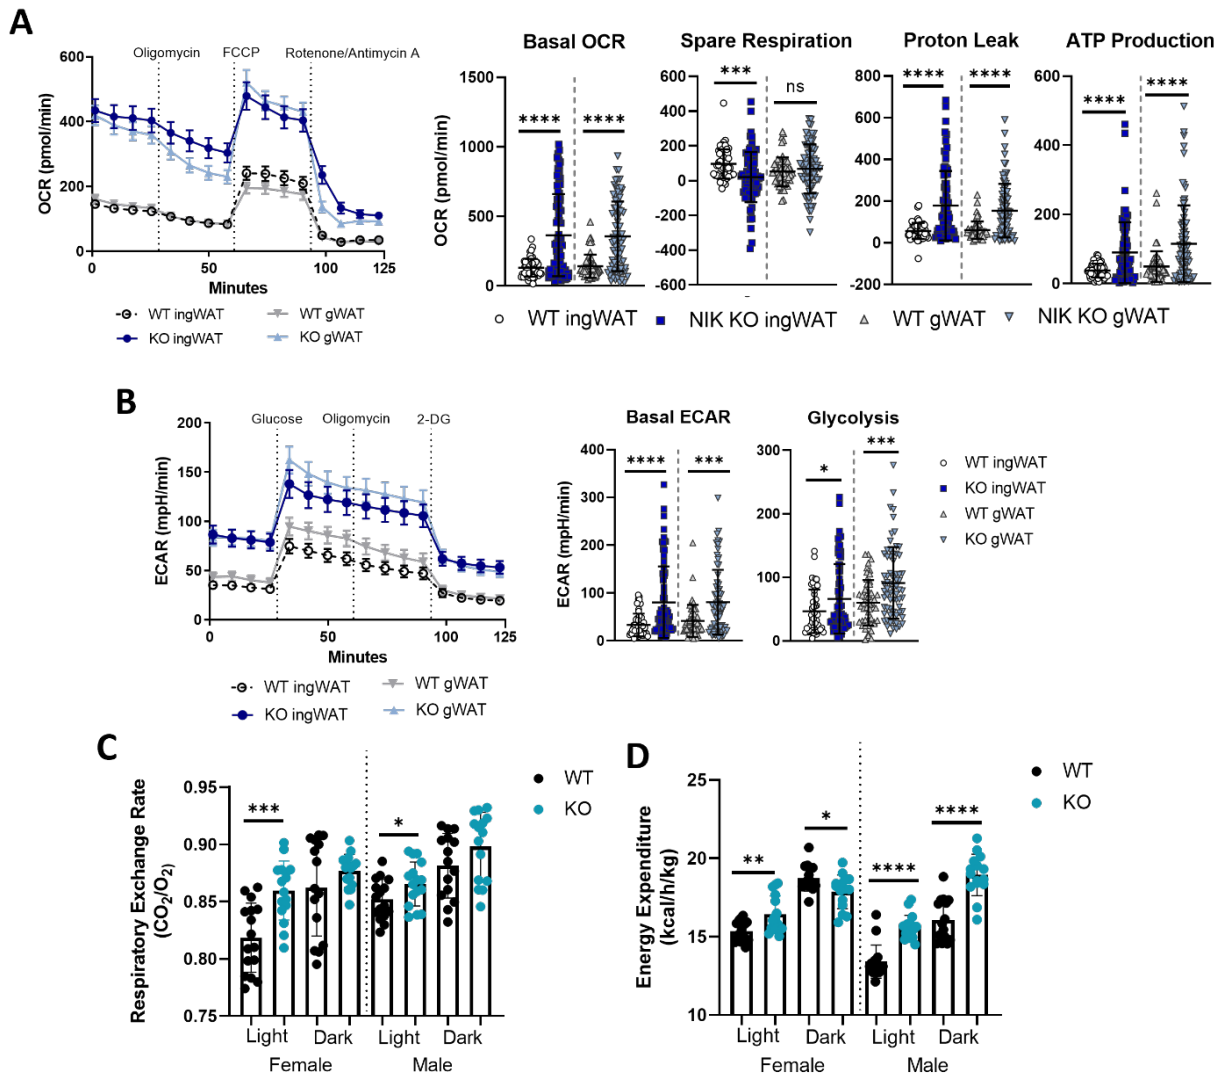 A
Oligomycin FCCP Rotenone/Antimycin A
OCR (pmol/min)
600
400
200
0
0 50 100 125
Minutes
WT ingWAT WT gWAT
KO ingWAT KO gWAT
Basal OCR
OCR (pmol/min)
1500
1000
500
0
**** ****
Spare Respiration
600
400
200
0
-200
-400
-600
*** ns
Proton Leak
800
600
400
200
0
-200
**** ****
ATP Production
600
400
200
0
**** ****
WT ingWAT NIK KO ingWAT WT gWAT NIK KO gWAT
B
Glucose Oligomycin 2-DG
ECAR (mpH/min)
200
150
100
50
0
0 50 100 125
Minutes
WT ingWAT WT gWAT
KO ingWAT KO gWAT
Basal ECAR
ECAR (mpH/min)
400
300
200
100
0
**** ***
Glycolysis
300
200
100
0
* ***
WT ingWAT
KO ingWAT
WT gWAT
KO gWAT
C
Respiratory Exchange Rate
(CO₂/O₂)
0.95
0.90
0.85
0.80
0.75
*** *
WT
KO
Light Dark Light Dark
Female Male
D
Energy Expenditure
(kcal/h/kg)
25
20
15
10
** * **** ****
WT
KO
Light Dark Light Dark
Female Male